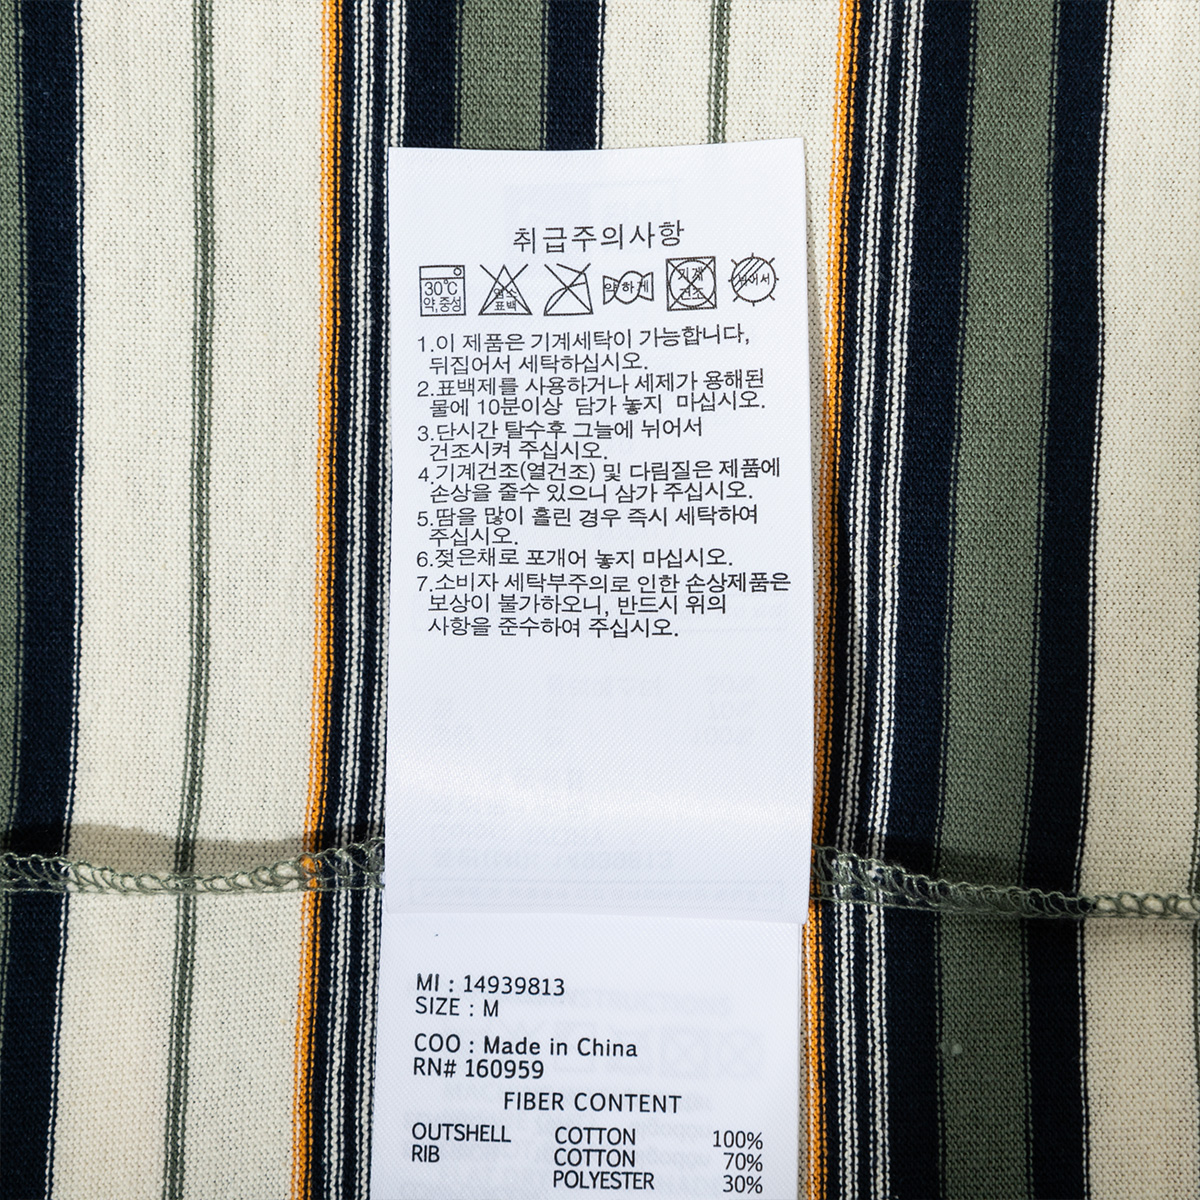 취급주의사항
30℃
약,중성
염소
표백
약하게
기계
건조
뉘어서
1.이 제품은 기계세탁이 가능합니다,
뒤집어서 세탁하십시오.
2.표백제를 사용하거나 세제가 용해된
물에 10분이상 담가 놓지 마십시오.
3.단시간 탈수후 그늘에 뉘어서
건조시켜 주십시오.
4.기계건조(열건조) 및 다림질은 제품에
손상을 줄수 있으니 삼가 주십시오.
5.땀을 많이 흘린 경우 즉시 세탁하여
주십시오.
6.젖은채로 포개어 놓지 마십시오.
7.소비자 세탁부주의로 인한 손상제품은
보상이 불가하오니, 반드시 위의
사항을 준수하여 주십시오.
MI : 14939813
SIZE : M
COO : Made in China
RN# 160959
FIBER CONTENT
OUTSHELL COTTON 100%
RIB COTTON 70%
POLYESTER 30%